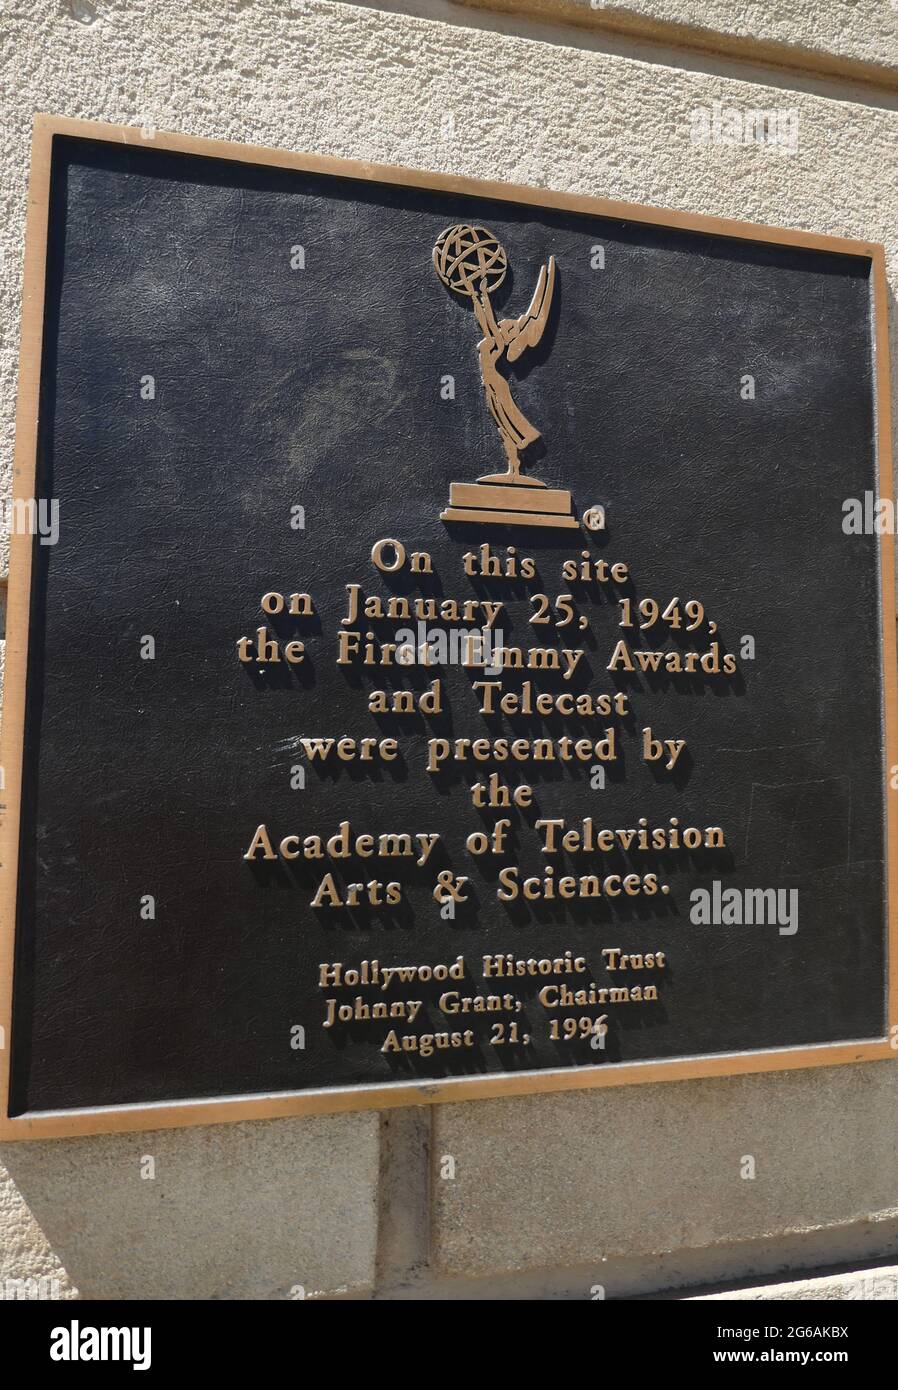 ®
On this site
on January 25, 1949,
the First Emmy Awards
and Telecast
were presented by
the
Academy of Television
Arts & Sciences.
Hollywood Historic Trust
Johnny Grant, Chairman
August 21, 1996
alamy
Image ID: 2G6AKBX
www.alamy.com